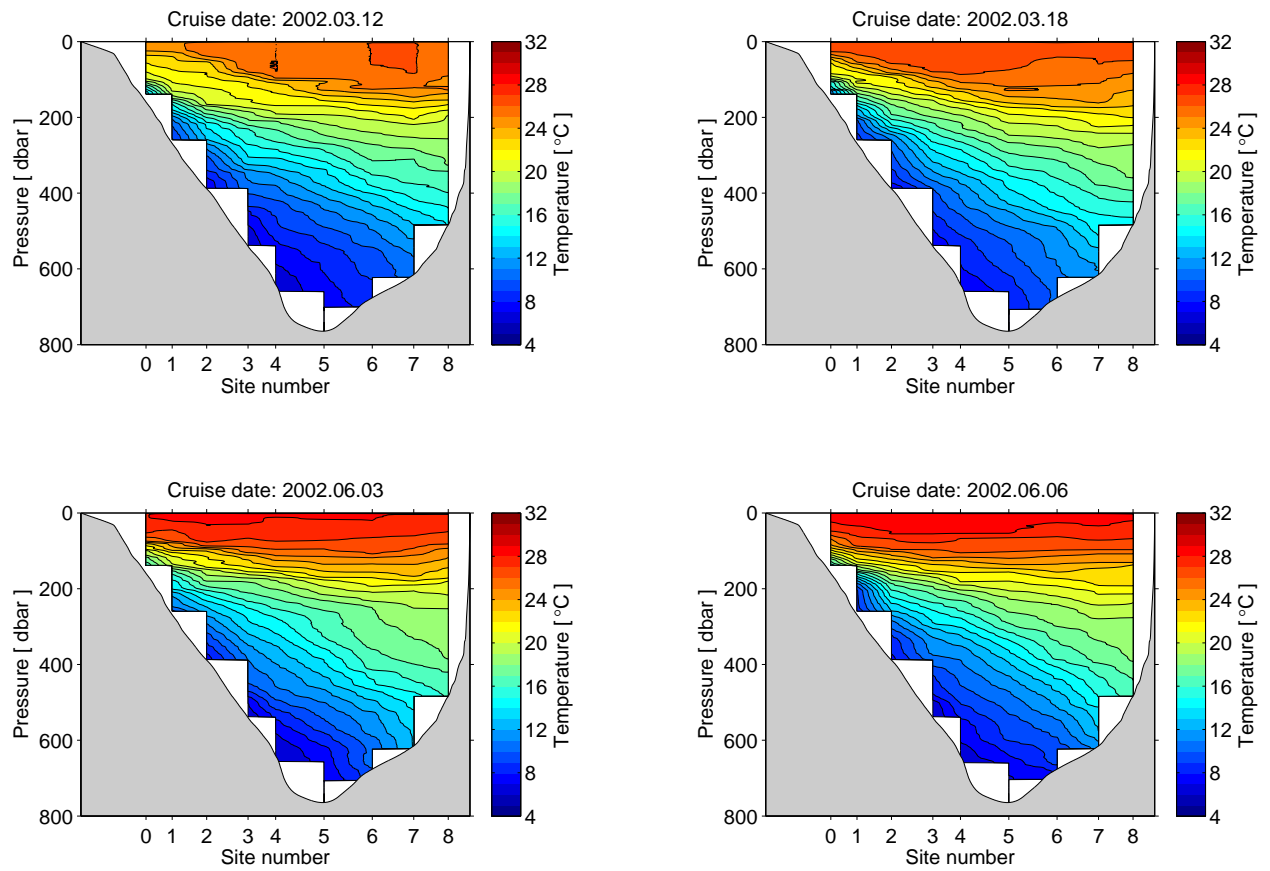 Cruise date: 2002.03.12
0
200
400
600
800
Pressure [ dbar ]
0 1 2 3 4 5 6 7 8
Site number
32
28
24
20
16
12
8
4
Temperature [ °C ]
Cruise date: 2002.03.18
0
200
400
600
800
Pressure [ dbar ]
0 1 2 3 4 5 6 7 8
Site number
32
28
24
20
16
12
8
4
Temperature [ °C ]
Cruise date: 2002.06.03
0
200
400
600
800
Pressure [ dbar ]
0 1 2 3 4 5 6 7 8
Site number
32
28
24
20
16
12
8
4
Temperature [ °C ]
Cruise date: 2002.06.06
0
200
400
600
800
Pressure [ dbar ]
0 1 2 3 4 5 6 7 8
Site number
32
28
24
20
16
12
8
4
Temperature [ °C ]